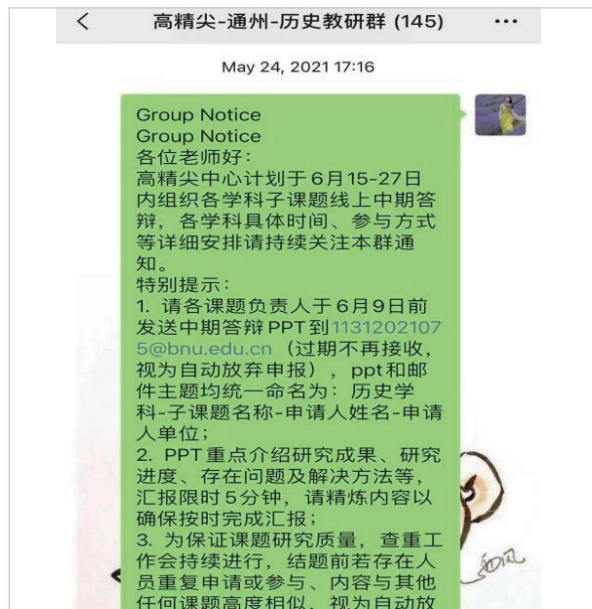 高精尖-通州-历史教研群 (145)
May 24, 2021 17:16
Group Notice
Group Notice
各位老师好：
高精尖中心计划于6月15-27日
内组织各学科子课题线上中期答
辩，各学科具体时间、参与方式
等详细安排请持续关注本群通
知。
特别提示：
1. 请各课题负责人于6月9日前
发送中期答辩PPT到1131202107
5@bnu.edu.cn（过期不再接收，
视为自动放弃申报），ppt和邮
件主题均统一命名为：历史学
科-子课题名称-申请人姓名-申请
人单位；
2. PPT重点介绍研究成果、研究
进度、存在问题及解决方法等，
汇报限时5分钟，请精炼内容以
确保按时完成汇报；
3. 为保证课题研究质量，查重工
作会持续进行，结题前若存在人
员重复申请或参与、内容与其他
任何课题高度相似，视为自动放